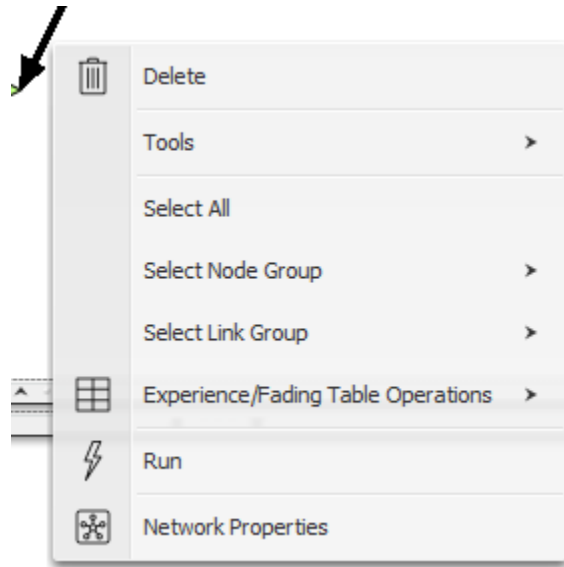 Delete
Tools
Select All
Select Node Group
Select Link Group
Experience/Fading Table Operations
Run
Network Properties